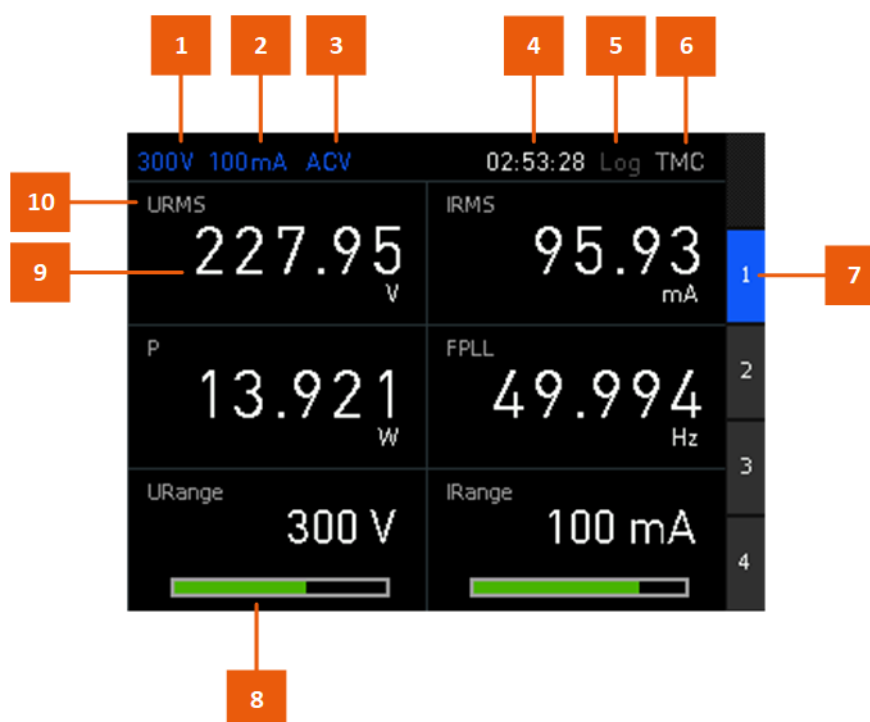 1 2 3 4 5 6
300V 100mA ACV 02:53:28 Log TMC
10
URMS
227.95
V
9
IRMS
95.93
mA
1
7
P
13.921
W
FPLL
49.994
Hz
2
3
URange
300 V
IRange
100 mA
4
8